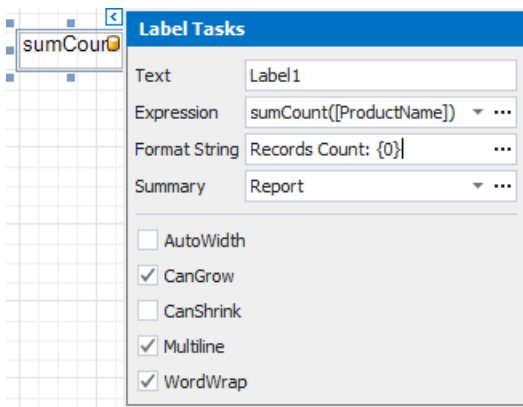 Label Tasks
sumCoun
Text Label1
Expression sumCount([ProductName])
Format String Records Count: {0}
Summary Report
AutoWidth
CanGrow
CanShrink
Multiline
WordWrap